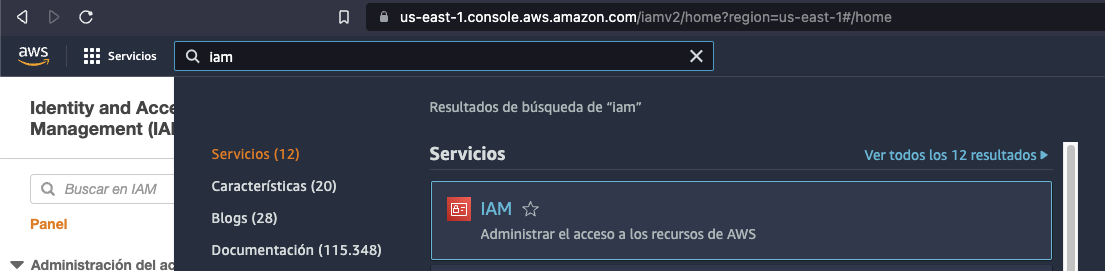 us-east-1.console.aws.amazon.com/iamv2/home?region=us-east-1#/home
aws
Servicios
iam
Identity and Acce
Management (IA
Buscar en IAM
Panel
Administración del ac
Resultados de búsqueda de “iam”
Servicios (12)
Características (20)
Blogs (28)
Documentación (115.348)
Servicios
Ver todos los 12 resultados
IAM
Administrar el acceso a los recursos de AWS